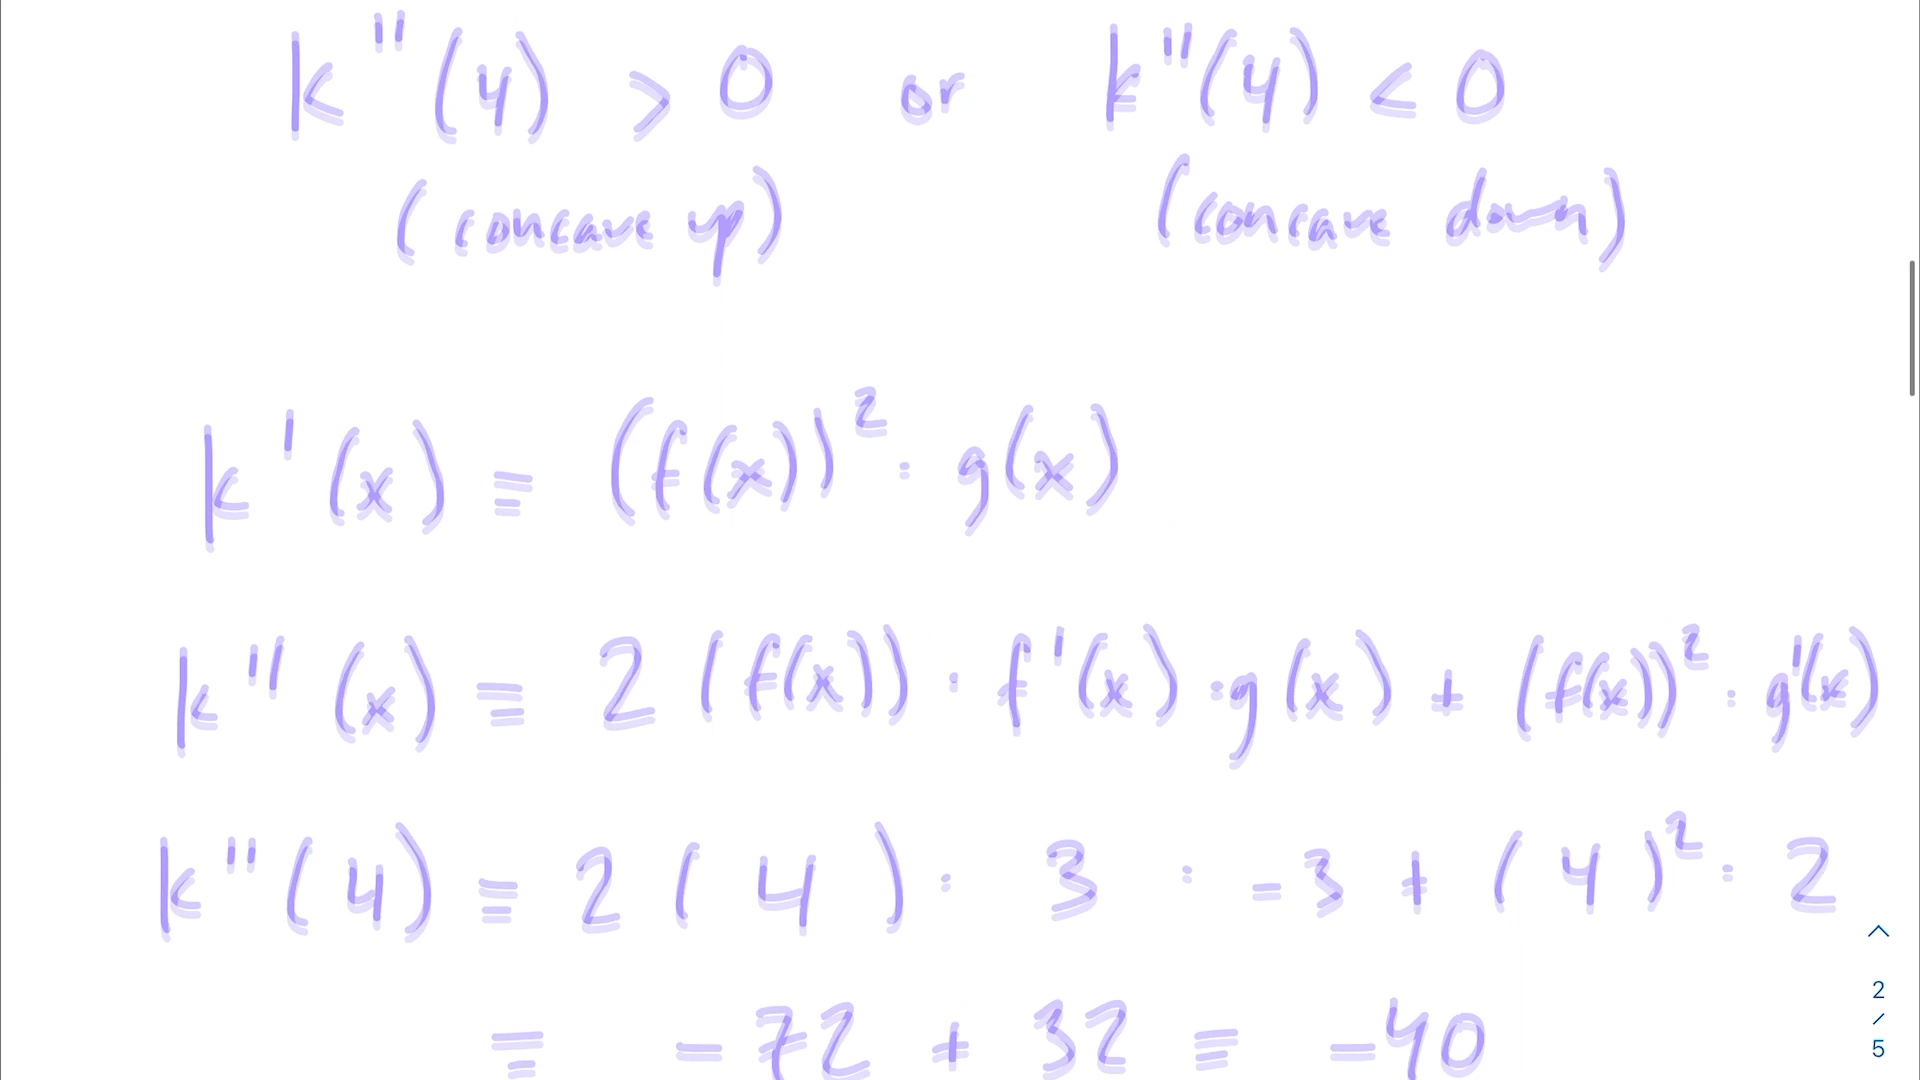 k''(4) > 0 or k''(4) < 0
(concave up) (concave down)
k'(x) = (f(x))² · g(x)
k''(x) = 2(f(x)) · f'(x) · g(x) + (f(x))² · g'(x)
k''(4) = 2(4) · 3 · -3 + (4)² · 2
= -72 + 32 = -40
2
/
5